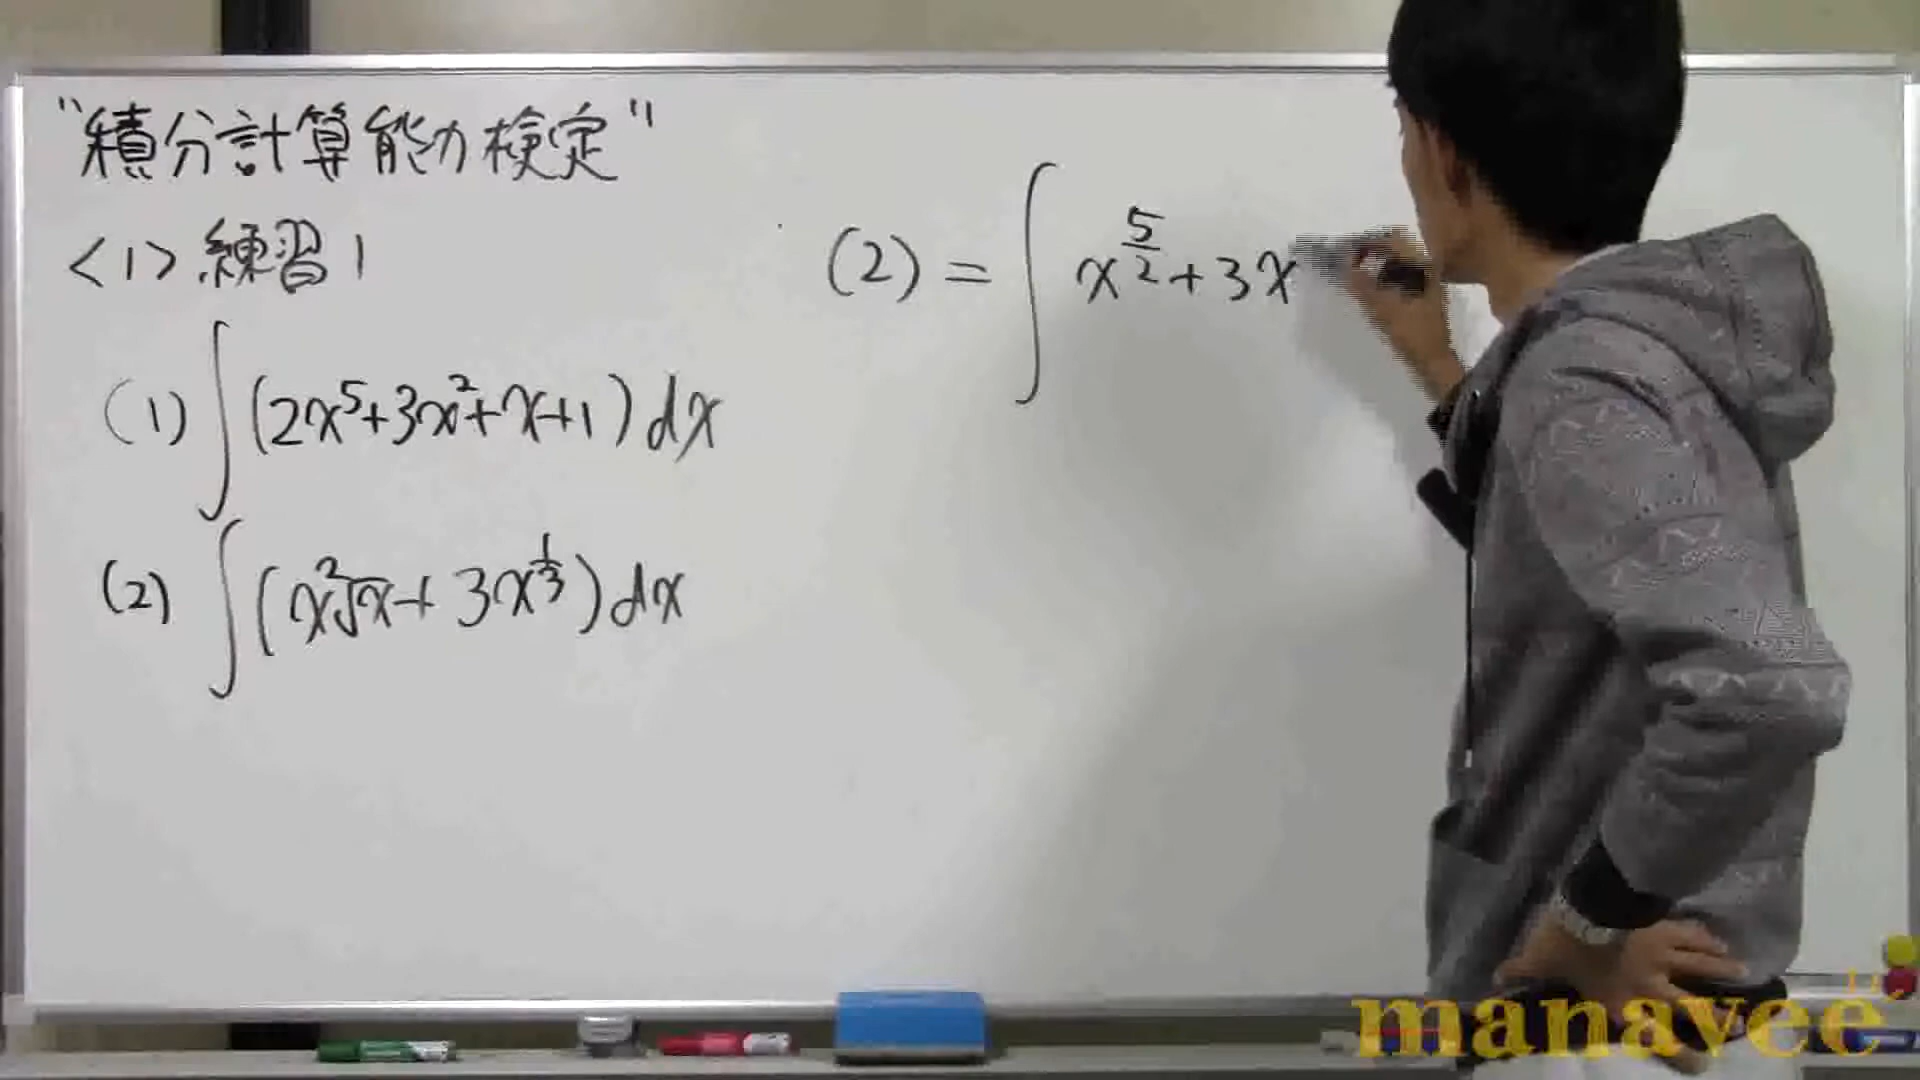 "積分計算能力検定"
<1>練習1
(1) ∫(2x⁵+3x²+x+1)dx
(2) ∫(x²√x+3x^{1/3})dx
(2) = ∫ x^{5/2}+3x
manavee